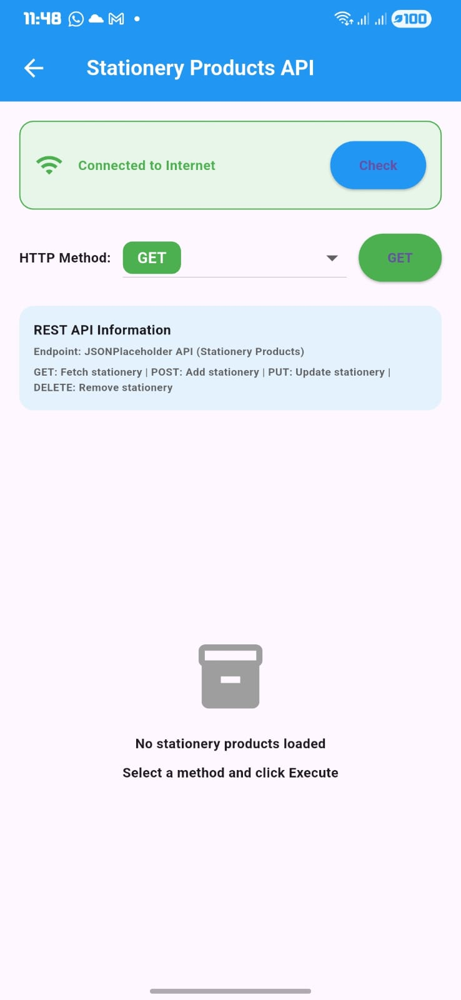 11:48
100
Stationery Products API
Connected to Internet
Check
HTTP Method:
GET
GET
REST API Information
Endpoint: JSONPlaceholder API (Stationery Products)
GET: Fetch stationery | POST: Add stationery | PUT: Update stationery |
DELETE: Remove stationery
No stationery products loaded
Select a method and click Execute